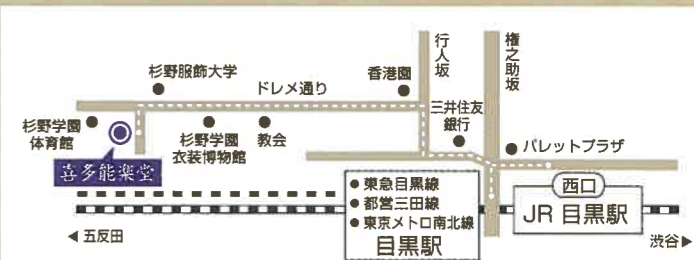 行人坂
権之助坂
杉野服飾大学
ドレメ通り
香港園
三井住友
銀行
パレットプラザ
杉野学園
体育館
杉野学園
衣装博物館
教会
喜多能楽堂
西口
JR 目黒駅
●東急目黒線
●都営三田線
●東京メトロ南北線
目黒駅
◀五反田
渋谷▶